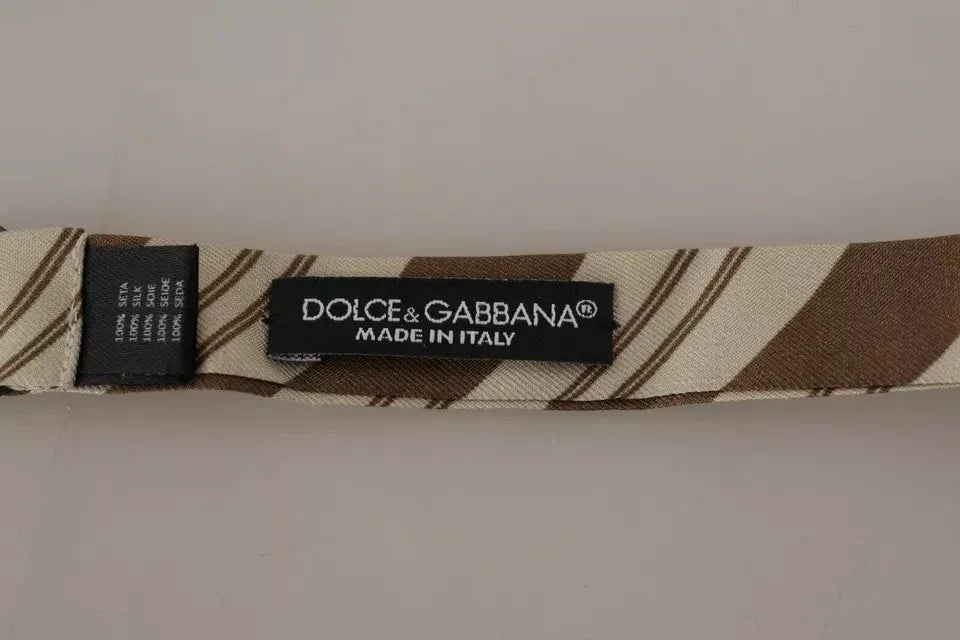 100% SETA
100% SILK
100% SOIE
100% SEIDE
100% SEDA
DOLCE & GABBANA
MADE IN ITALY